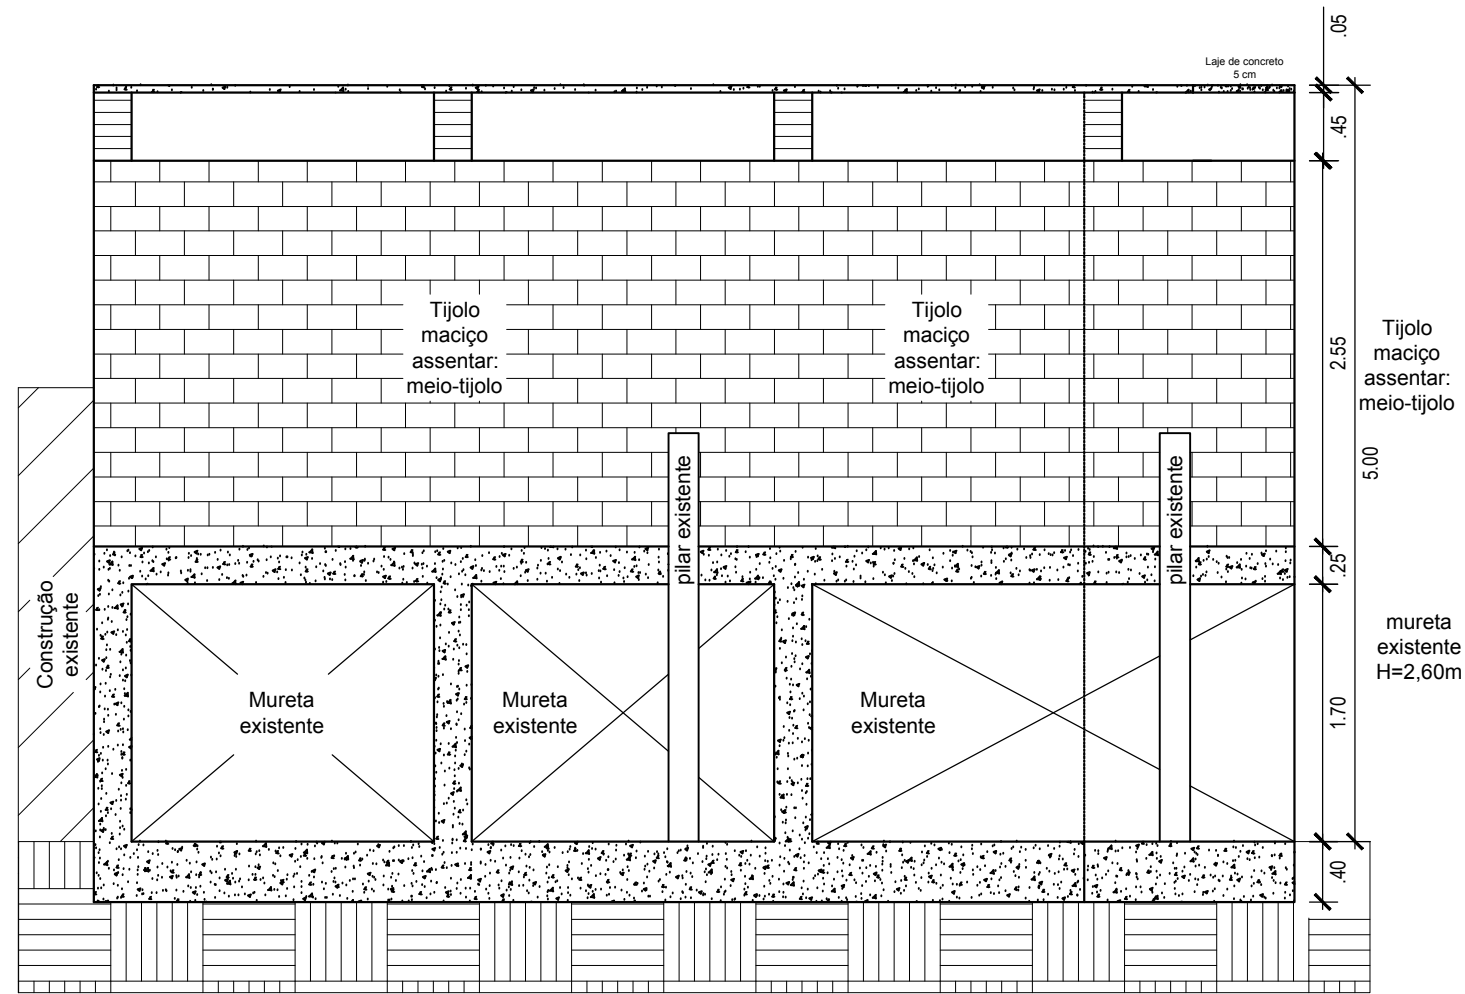 .05
Laje de concreto
5 cm
.45
Tijolo
maciço
assentar:
meio-tijolo
Tijolo
maciço
assentar:
meio-tijolo
2.55
Tijolo
maciço
assentar:
meio-tijolo
5.00
pilar existente
pilar existente
.25
Construção
existente
Mureta
existente
Mureta
existente
Mureta
existente
1.70
mureta
existente
H=2,60m
.40